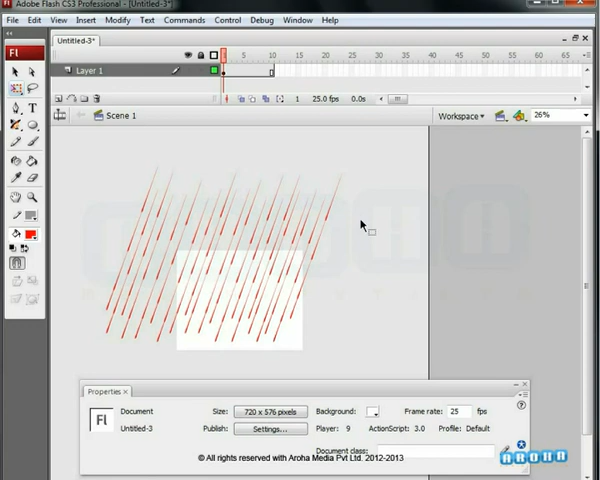 Adobe Flash CS3 Professional - [Untitled-3*]
File Edit View Insert Modify Text Commands Control Debug Window Help
Untitled-3*
5 10 15 20 25 30 35 40 45 50 55 60 65
Layer 1
1 25.0 fps 0.0s
Scene 1 Workspace 26%
Fl
T
Properties ×
Fl Document Size: 720 x 576 pixels Background: Frame rate: 25 fps
Untitled-3 Publish: Settings... Player: 9 ActionScript: 3.0 Profile: Default
Document class:
© All rights reserved with Aroha Media Pvt Ltd. 2012-2013
AROHA